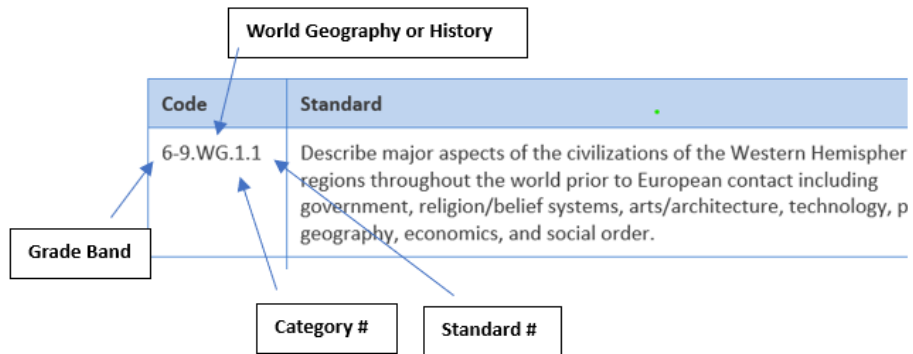 World Geography or History
Code Standard
6-9.WG.1.1 Describe major aspects of the civilizations of the Western
regions throughout the world prior to European contact including
government, religion/belief systems, arts/architecture, technology,
geography, economics, and social order.
Grade Band
Category #
Standard #